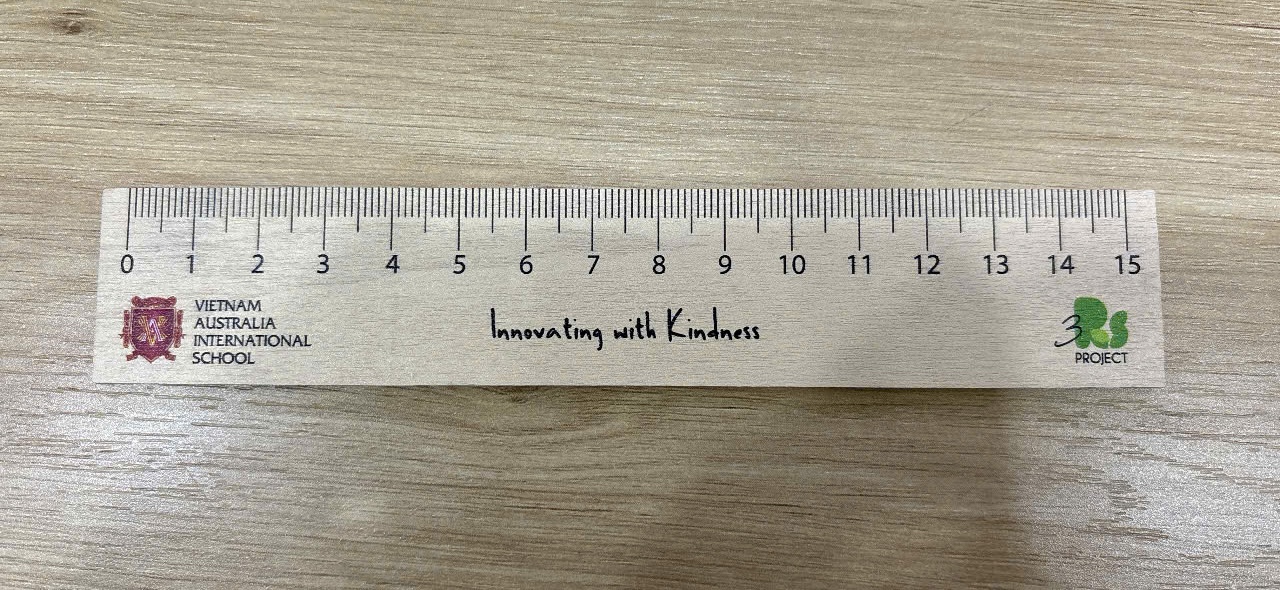 0 1 2 3 4 5 6 7 8 9 10 11 12 13 14 15
VIETNAM
AUSTRALIA
INTERNATIONAL
SCHOOL
Innovating with Kindness
3Rs
PROJECT